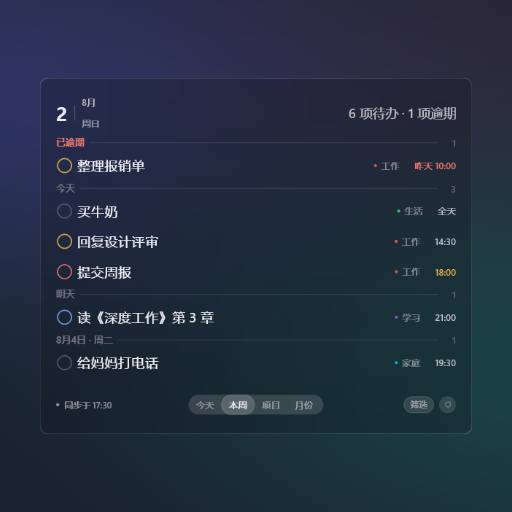 2 8月
周日
6 项待办 · 1 项逾期
已逾期 1
整理报销单 • 工作 昨天 10:00
今天 3
买牛奶 • 生活 全天
回复设计评审 • 工作 14:30
提交周报 • 工作 18:00
明天 1
读《深度工作》第 3 章 • 学习 21:00
8月4日 · 周二 1
给妈妈打电话 • 家庭 19:30
• 同步于 17:30 今天 本周 项目 月份 筛选